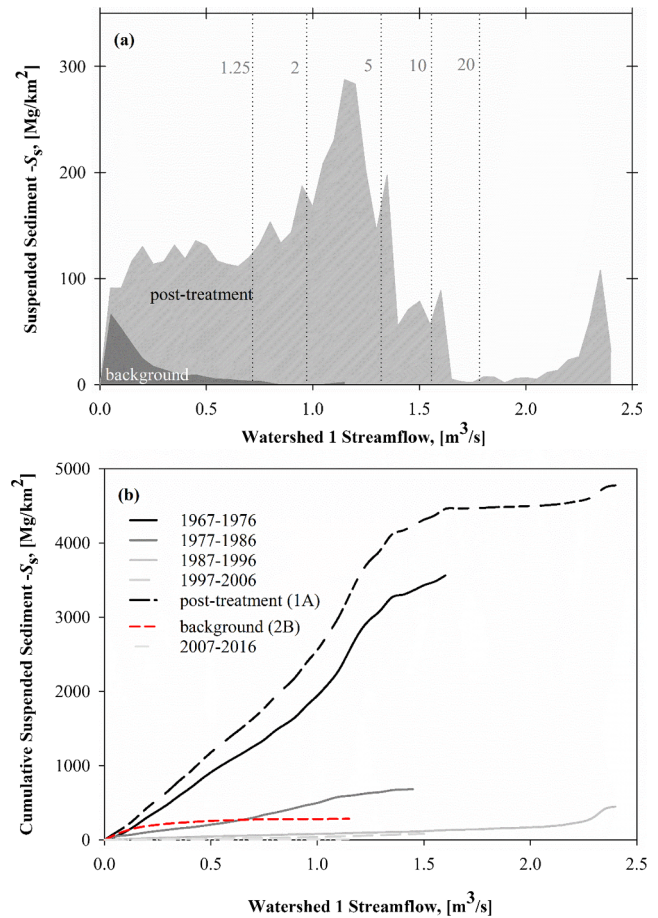 (a)
300
200
100
0
Suspended Sediment -Ss, [Mg/km2]
1.25 2 5 10 20
post-treatment
background
0.0 0.5 1.0 1.5 2.0 2.5
Watershed 1 Streamflow, [m3/s]
(b)
5000
4000
3000
2000
1000
0
Cumulative Suspended Sediment -Ss, [Mg/km2]
1967-1976
1977-1986
1987-1996
1997-2006
post-treatment (1A)
background (2B)
2007-2016
0.0 0.5 1.0 1.5 2.0 2.5
Watershed 1 Streamflow, [m3/s]